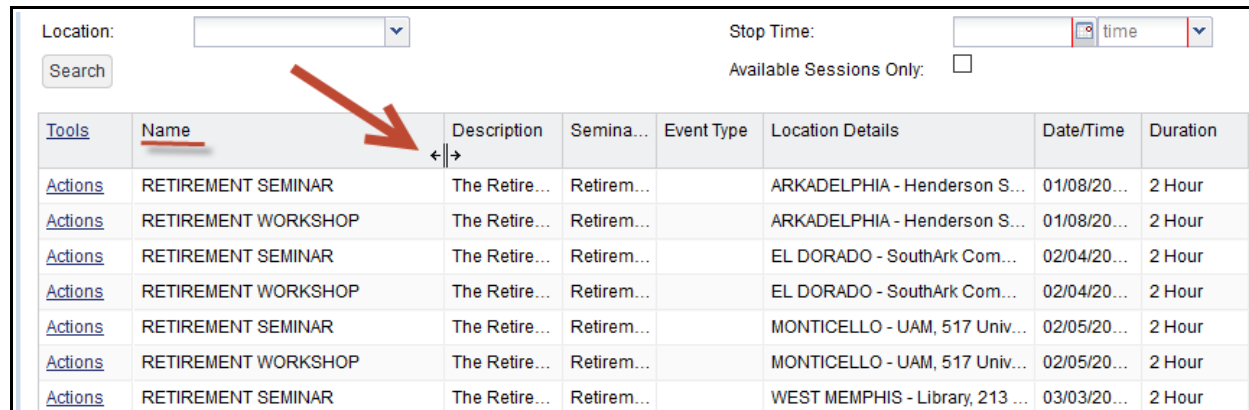 Location: Stop Time: time
Search Available Sessions Only:
Tools Name Description Semina... Event Type Location Details Date/Time Duration
Actions RETIREMENT SEMINAR The Retire... Retirem... ARKADELPHIA - Henderson S... 01/08/20... 2 Hour
Actions RETIREMENT WORKSHOP The Retire... Retirem... ARKADELPHIA - Henderson S... 01/08/20... 2 Hour
Actions RETIREMENT SEMINAR The Retire... Retirem... EL DORADO - SouthArk Com... 02/04/20... 2 Hour
Actions RETIREMENT WORKSHOP The Retire... Retirem... EL DORADO - SouthArk Com... 02/04/20... 2 Hour
Actions RETIREMENT SEMINAR The Retire... Retirem... MONTICELLO - UAM, 517 Univ... 02/05/20... 2 Hour
Actions RETIREMENT WORKSHOP The Retire... Retirem... MONTICELLO - UAM, 517 Univ... 02/05/20... 2 Hour
Actions RETIREMENT SEMINAR The Retire... Retirem... WEST MEMPHIS - Library, 213 ... 03/03/20... 2 Hour